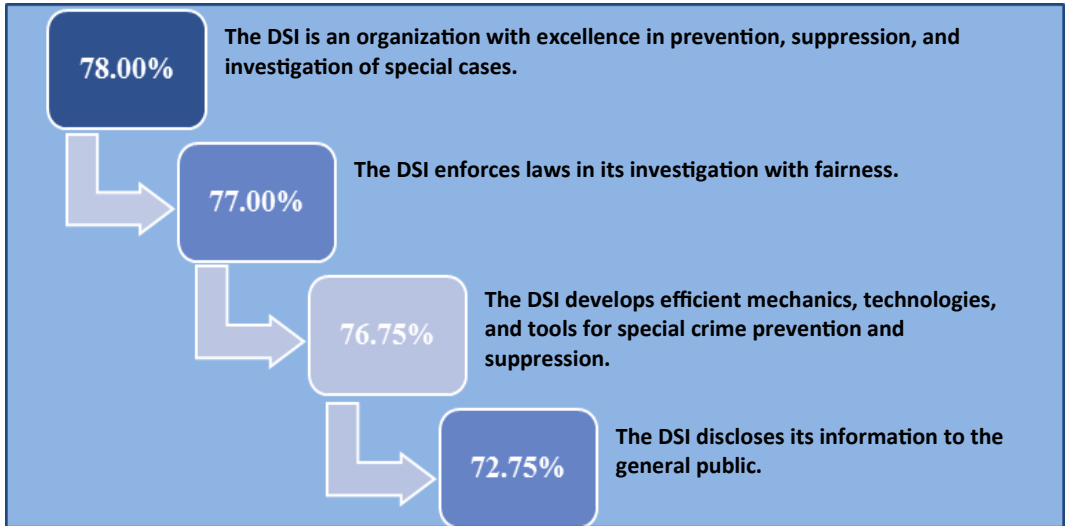 78.00%
The DSI is an organization with excellence in prevention, suppression, and
investigation of special cases.
77.00%
The DSI enforces laws in its investigation with fairness.
76.75%
The DSI develops efficient mechanics, technologies,
and tools for special crime prevention and
suppression.
72.75%
The DSI discloses its information to the
general public.